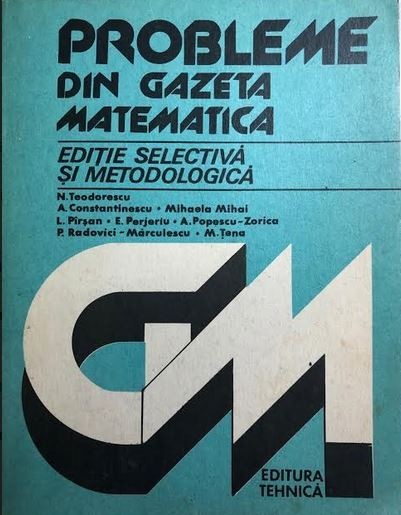 PROBLEME
DIN GAZETA
MATEMATICĂ
EDIȚIE SELECTIVĂ
ȘI METODOLOGICĂ
N. Teodorescu
A. Constantinescu • Mihaela Mihai
L. Pîrșan • E. Perjeriu • A. Popescu-Zorica
P. Radovici-Mărculescu • M. Țena
GM
EDITURA
TEHNICĂ